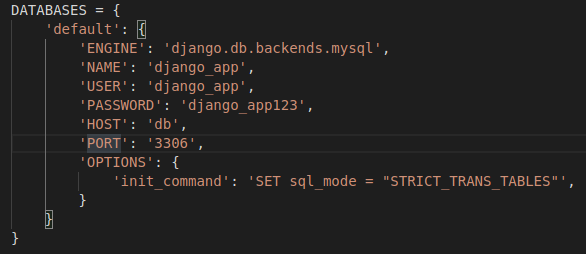 DATABASES = {
    'default': {
        'ENGINE': 'django.db.backends.mysql',
        'NAME': 'django_app',
        'USER': 'django_app',
        'PASSWORD': 'django_app123',
        'HOST': 'db',
        'PORT': '3306',
        'OPTIONS': {
            'init_command': 'SET sql_mode = "STRICT_TRANS_TABLES"',
        }
    }
}